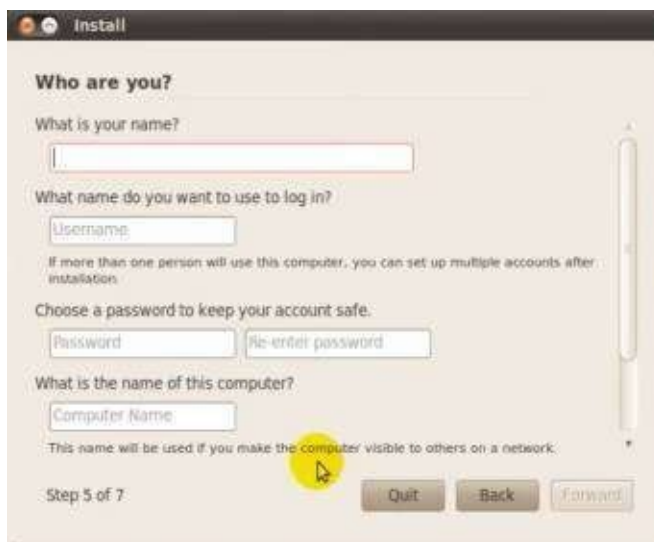 Install
Who are you?
What is your name?
What name do you want to use to log in?
Username
If more than one person will use this computer, you can set up multiple accounts after
installation.
Choose a password to keep your account safe.
Password Re-enter password
What is the name of this computer?
Computer Name
This name will be used if you make the computer visible to others on a network.
Step 5 of 7 Quit Back Forward